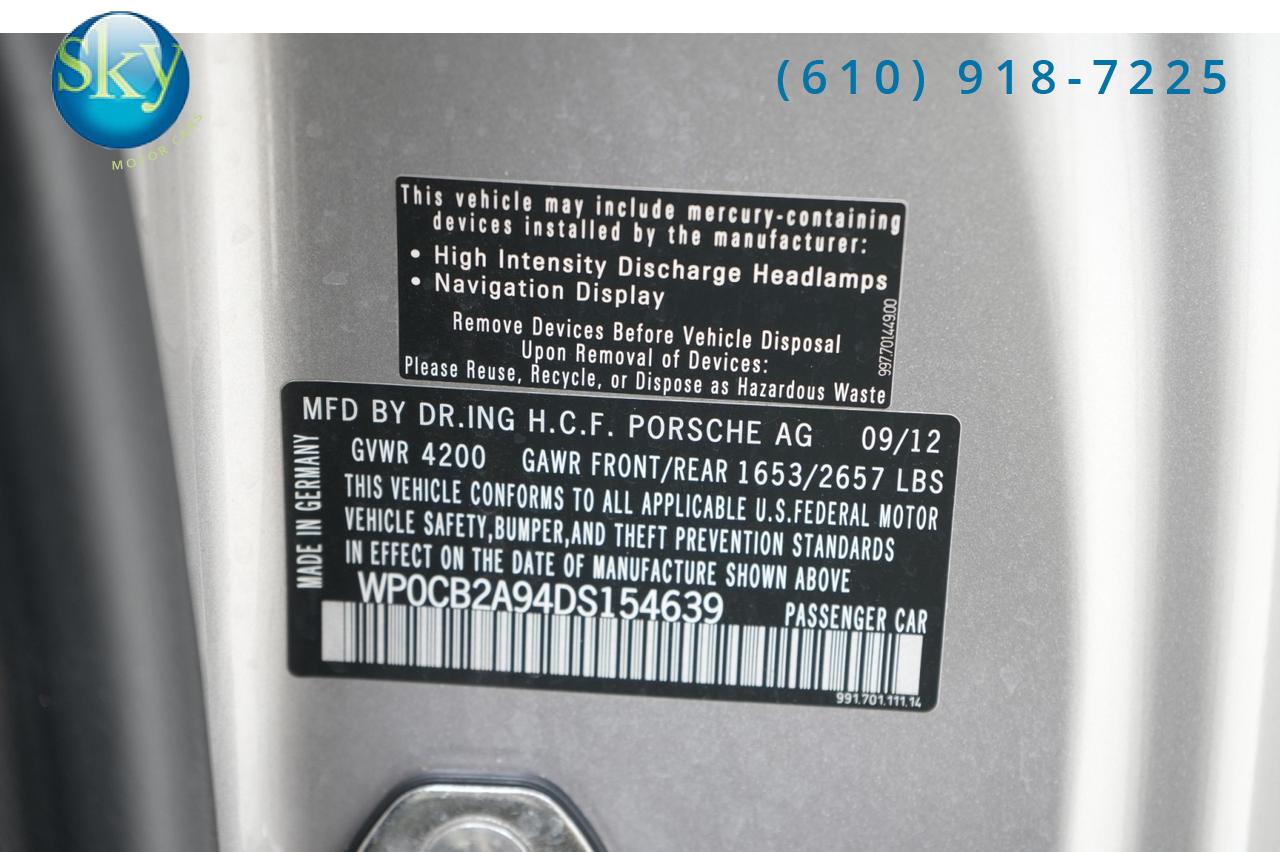 Sky
MOTOR CARS
(610) 918-7225
This vehicle may include mercury-containing
devices installed by the manufacturer:
• High Intensity Discharge Headlamps
• Navigation Display
Remove Devices Before Vehicle Disposal
Upon Removal of Devices:
Please Reuse, Recycle, or Dispose as Hazardous Waste
997.701.449.00
MFD BY DR.ING H.C.F. PORSCHE AG 09/12
GVWR 4200 GAWR FRONT/REAR 1653/2657 LBS
THIS VEHICLE CONFORMS TO ALL APPLICABLE U.S.FEDERAL MOTOR
VEHICLE SAFETY,BUMPER,AND THEFT PREVENTION STANDARDS
IN EFFECT ON THE DATE OF MANUFACTURE SHOWN ABOVE
MADE IN GERMANY
WP0CB2A94DS154639 PASSENGER CAR
991.701.111.14